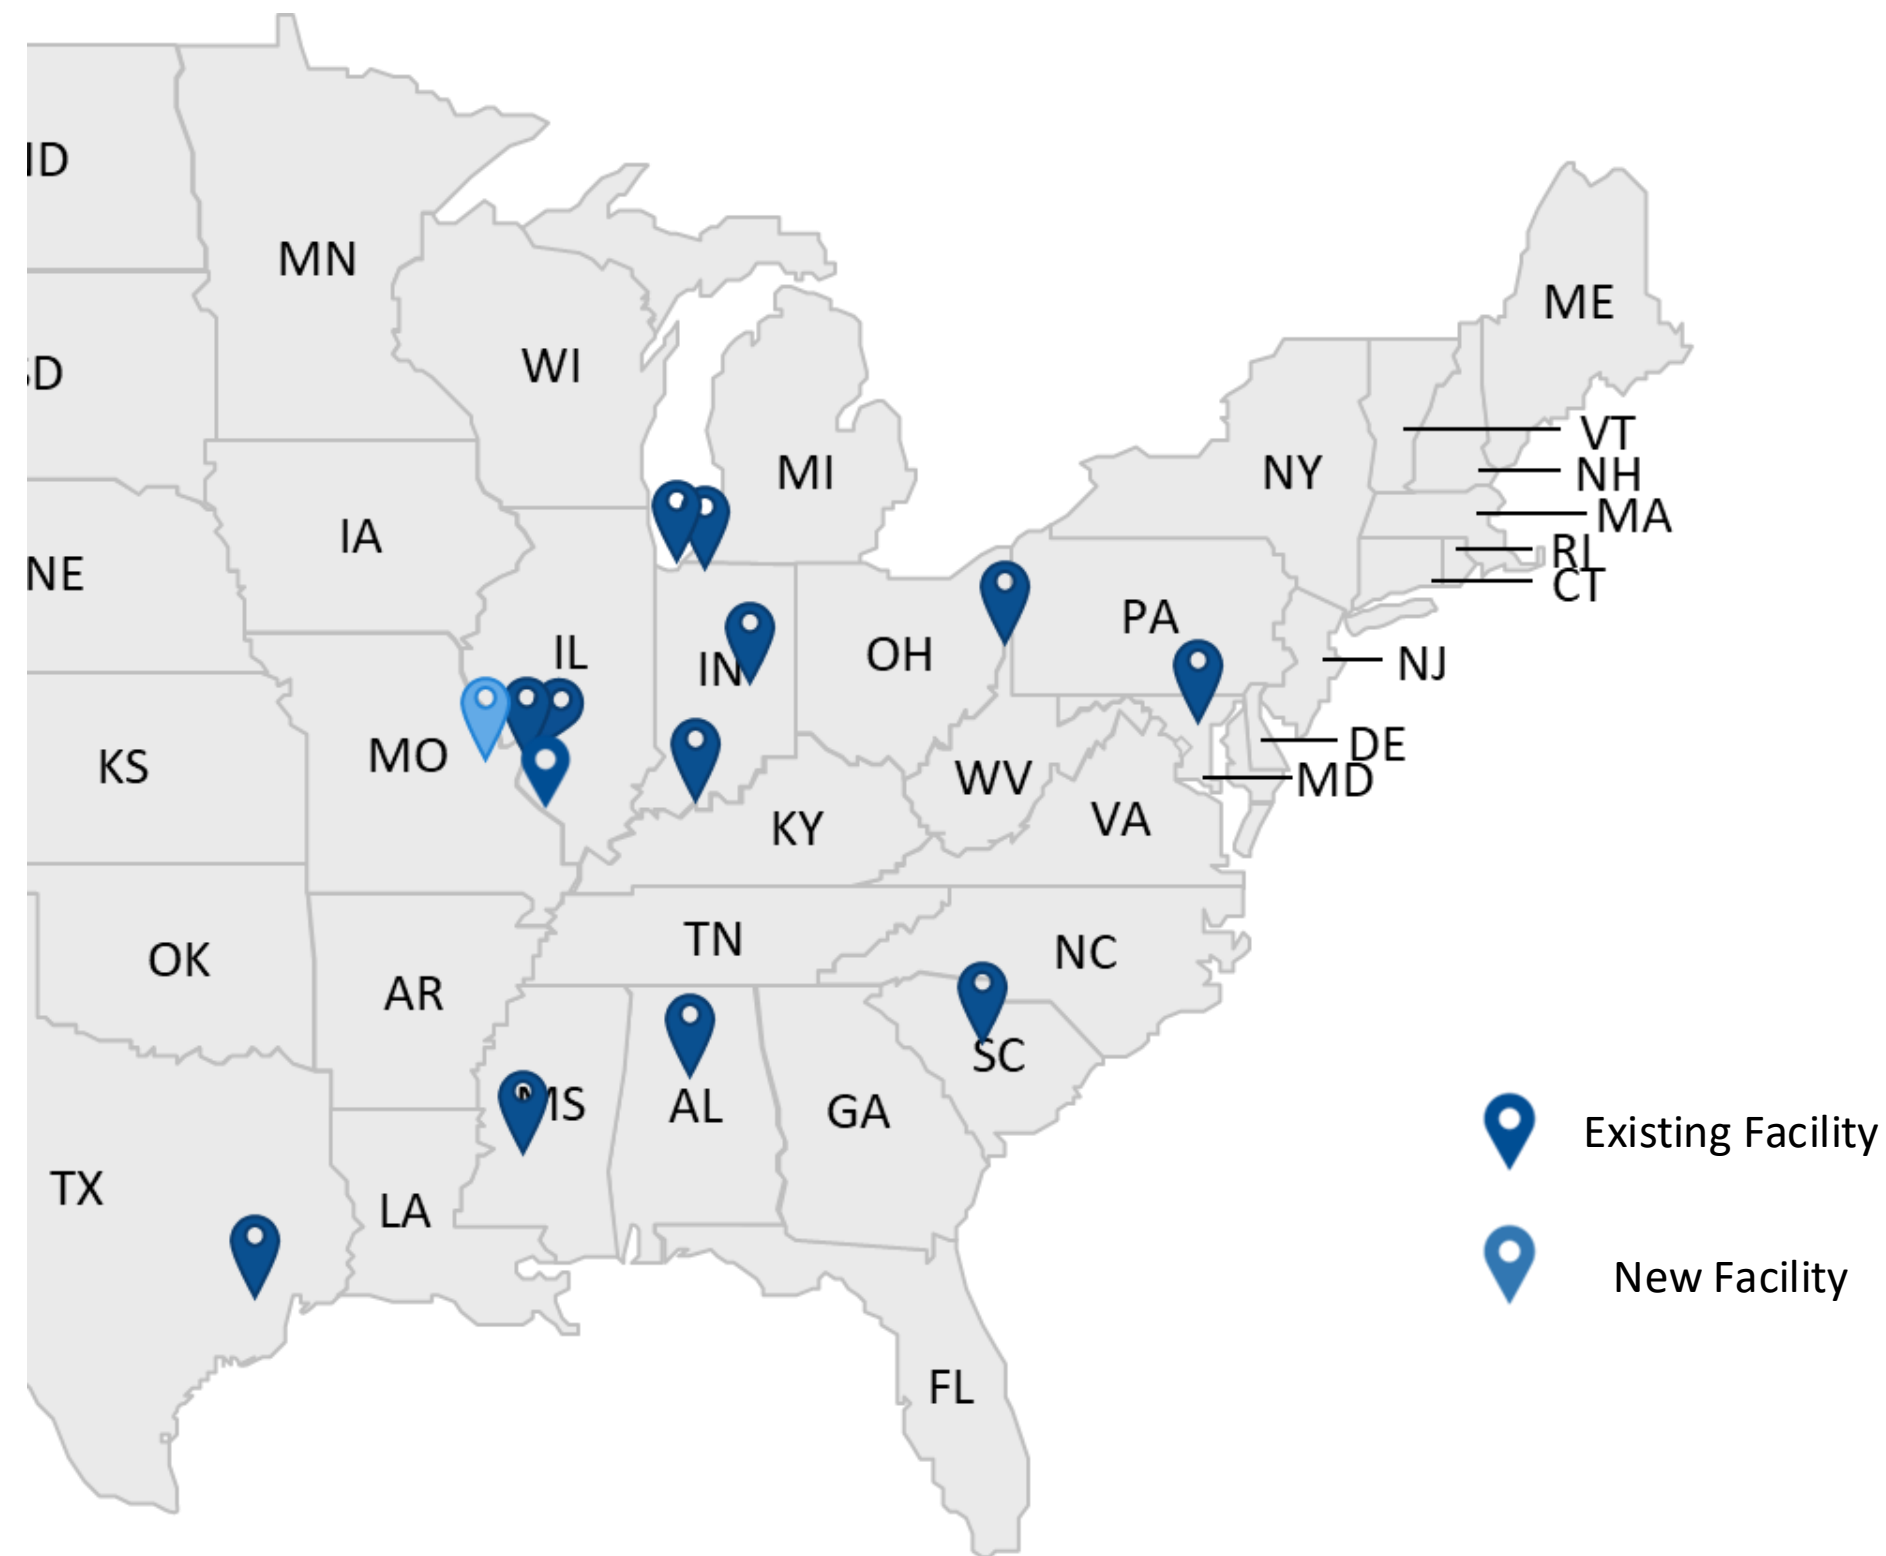 ID
MN
ME
WI
SD
VT
MI
NY
NH
MA
IA
RI
CT
NE
PA
IL
OH
IN
NJ
MO
DE
KS
WV
MD
VA
KY
TN
NC
OK
AR
SC
MS
AL
GA
Existing Facility
TX
LA
New Facility
FL